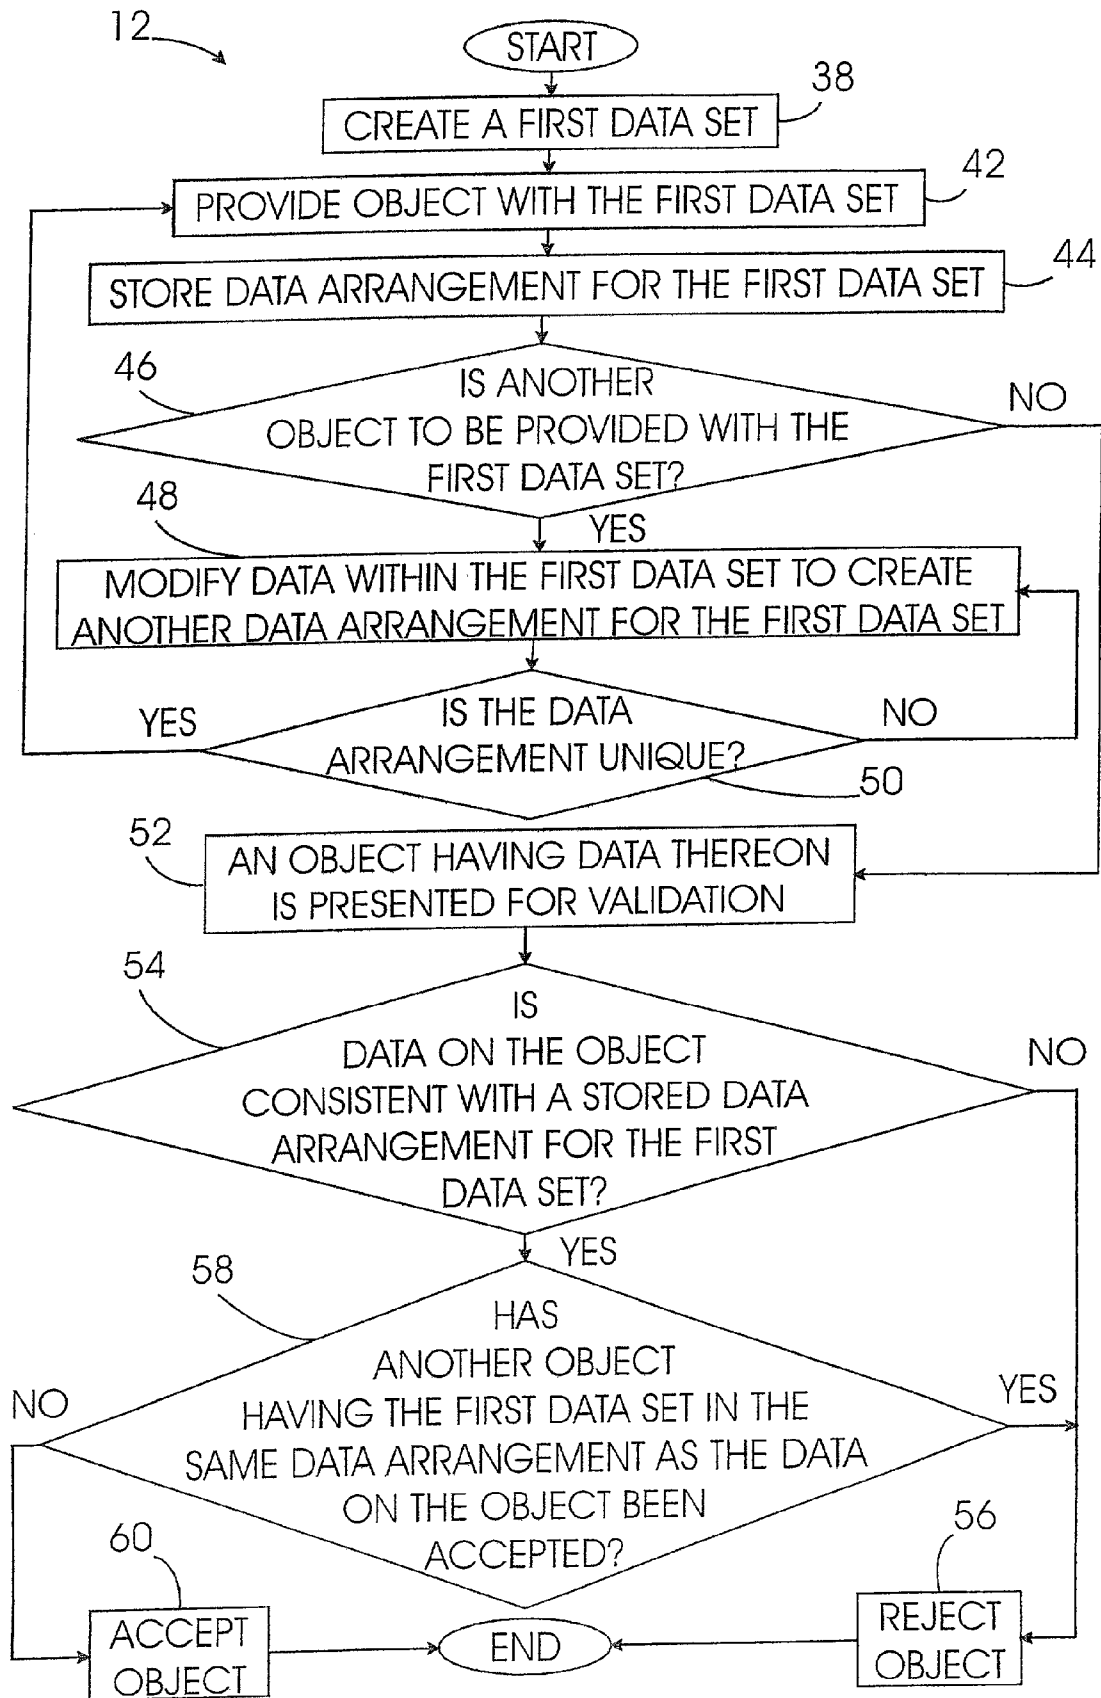 12
START
38
CREATE A FIRST DATA SET
42
PROVIDE OBJECT WITH THE FIRST DATA SET
44
STORE DATA ARRANGEMENT FOR THE FIRST DATA SET
46
IS ANOTHER
OBJECT TO BE PROVIDED WITH THE
FIRST DATA SET?
NO
YES
48
MODIFY DATA WITHIN THE FIRST DATA SET TO CREATE
ANOTHER DATA ARRANGEMENT FOR THE FIRST DATA SET
YES
IS THE DATA
ARRANGEMENT UNIQUE?
NO
50
52
AN OBJECT HAVING DATA THEREON
IS PRESENTED FOR VALIDATION
54
IS
DATA ON THE OBJECT
CONSISTENT WITH A STORED DATA
ARRANGEMENT FOR THE FIRST
DATA SET?
NO
YES
58
HAS
ANOTHER OBJECT
HAVING THE FIRST DATA SET IN THE
SAME DATA ARRANGEMENT AS THE DATA
ON THE OBJECT BEEN
ACCEPTED?
NO
YES
60
ACCEPT
OBJECT
END
56
REJECT
OBJECT